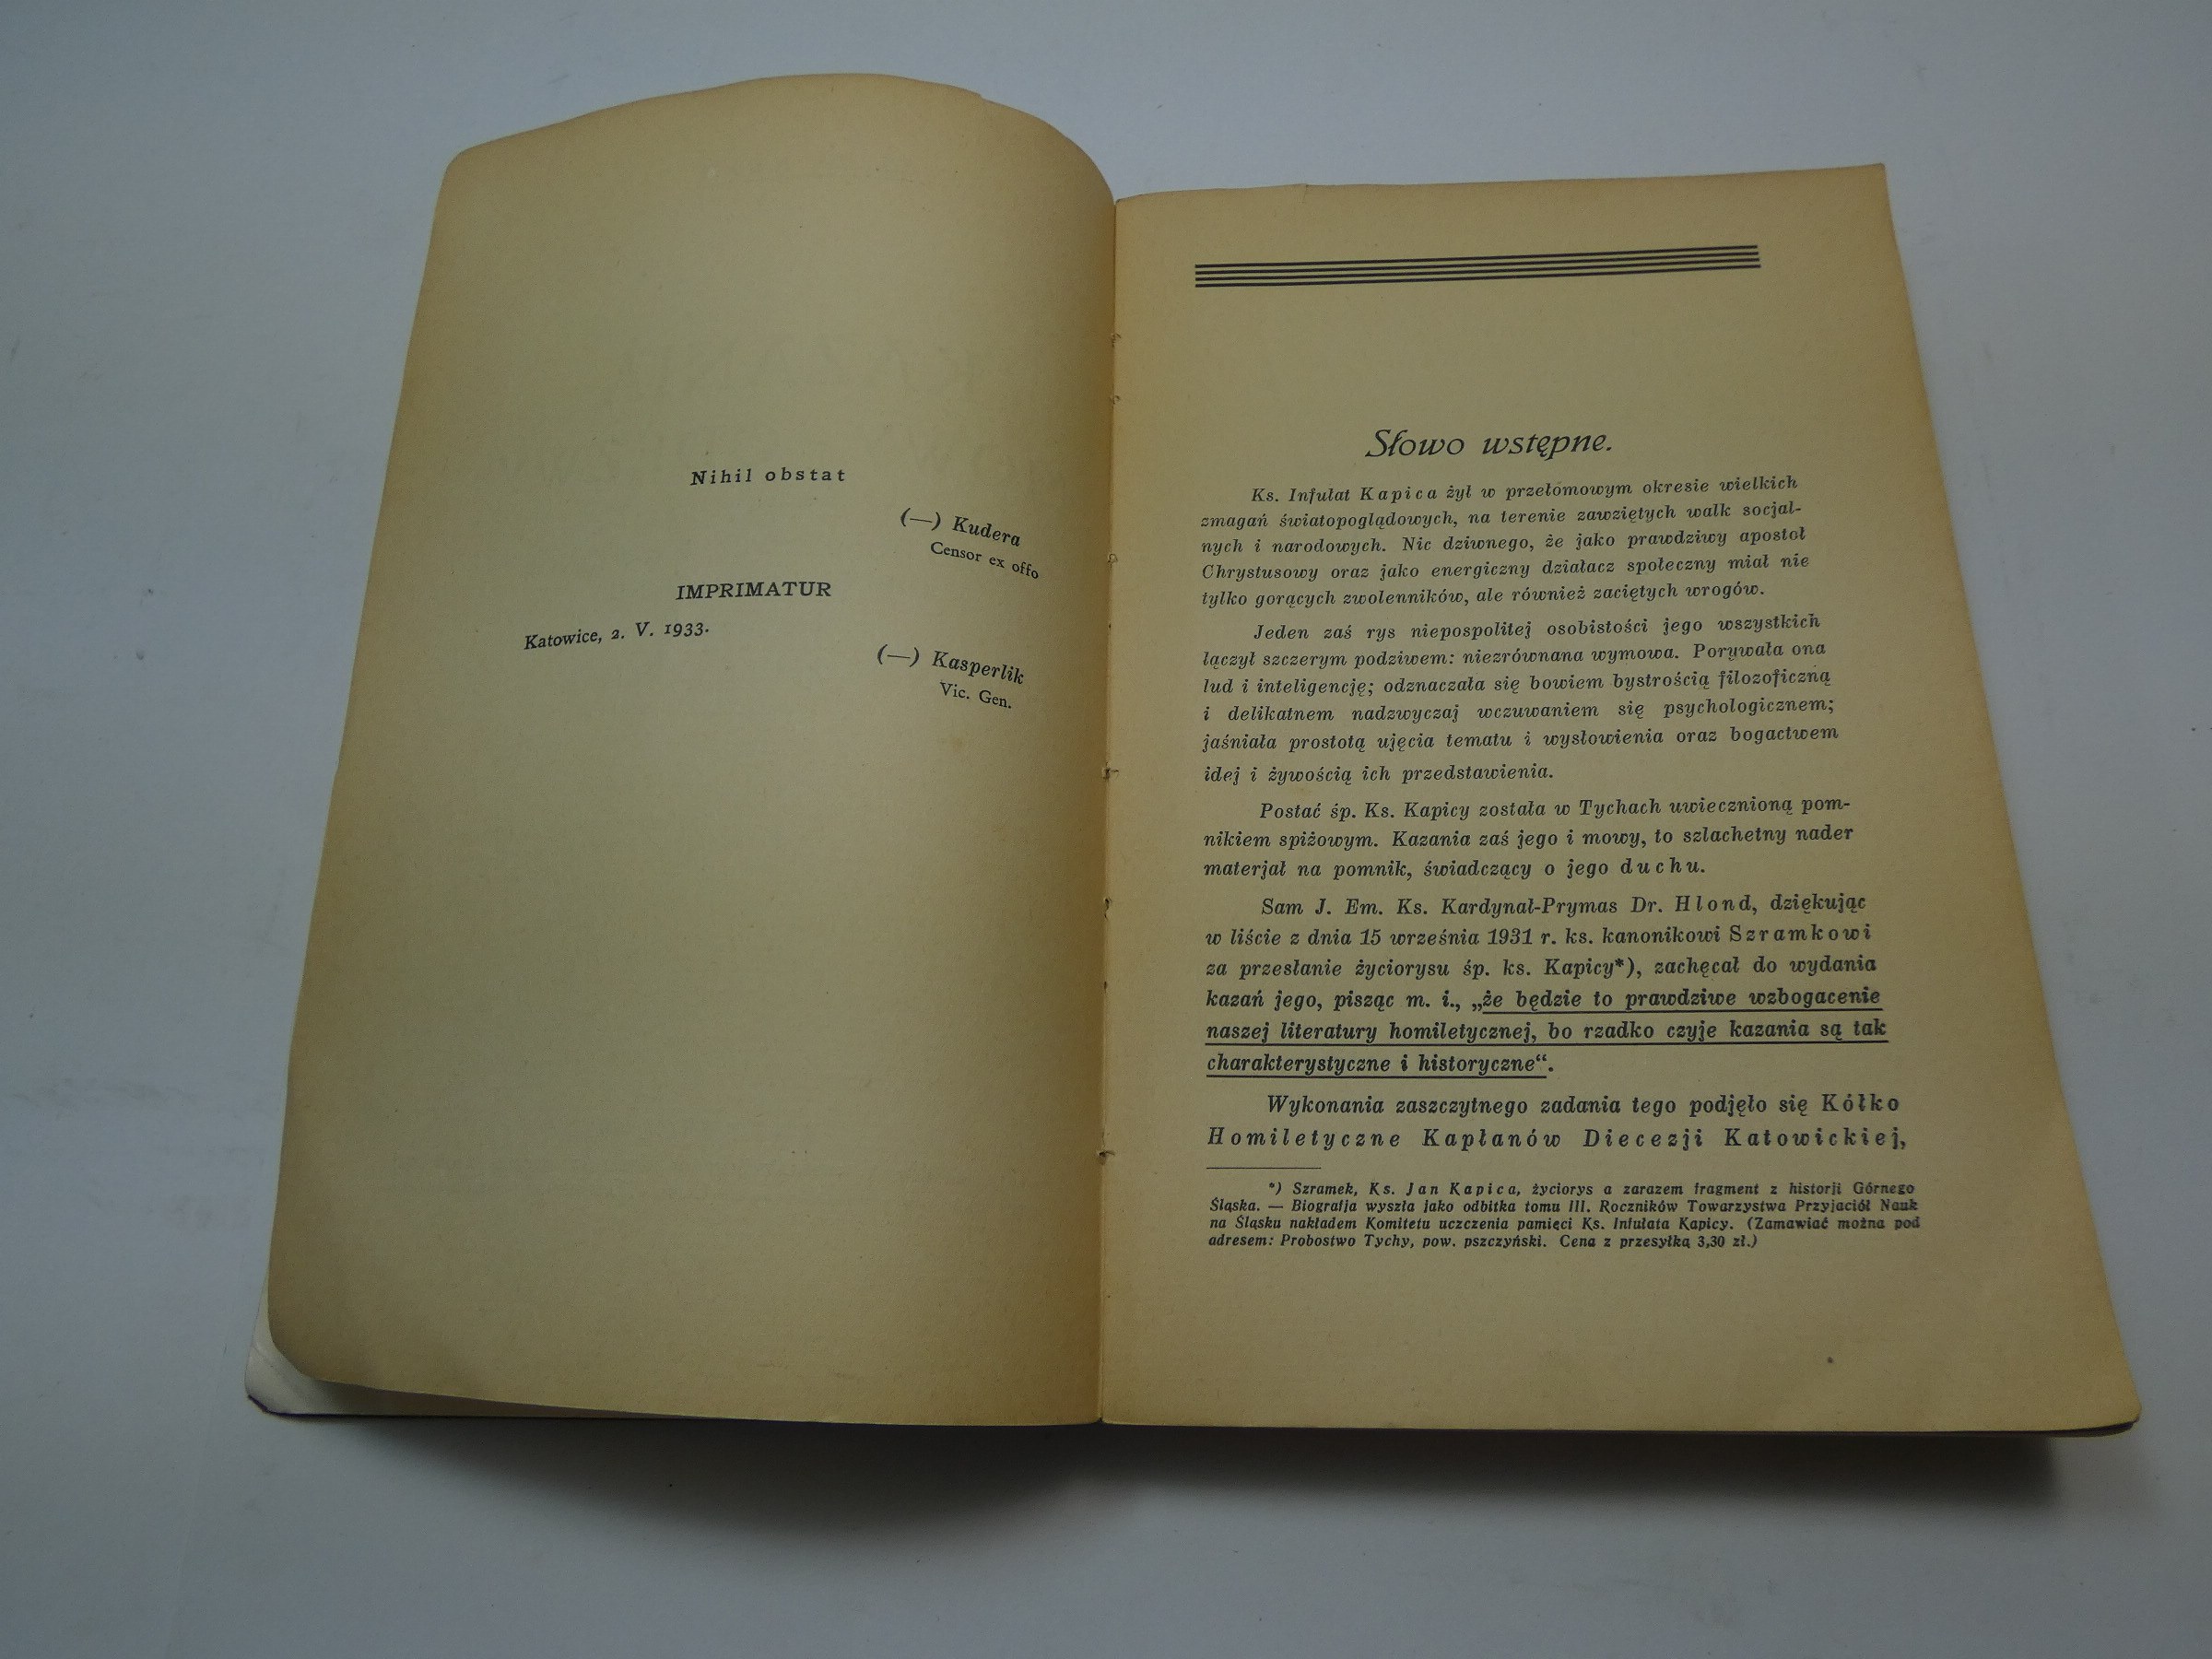 Nihil obstat
(—) Kudera
Censor ex offo
IMPRIMATUR
Katowice, 2. V. 1933.
(—) Kasperlik
Vic. Gen.
Słowo wstępne.
Ks. Infułat Kapica żył w przełomowym okresie wielkich
zmagań światopoglądowych, na terenie zawziętych walk socjal-
nych i narodowych. Nic dziwnego, że jako prawdziwy apostoł
Chrystusowy oraz jako energiczny działacz społeczny miał nie
tylko gorących zwolenników, ale również zaciętych wrogów.
Jeden zaś rys niepospolitej osobistości jego wszystkich
łączył szczerym podziwem: niezrównana wymowa. Porywała ona
lud i inteligencję; odznaczała się bowiem bystrością filozoficzną
i delikatnem nadzwyczaj wczuwaniem się psychologicznem;
jaśniała prostotą ujęcia tematu i wysłowienia oraz bogactwem
idej i żywością ich przedstawienia.
Postać śp. Ks. Kapicy została w Tychach uwiecznioną pom-
nikiem spiżowym. Kazania zaś jego i mowy, to szlachetny nader
materjał na pomnik, świadczący o jego duchu.
Sam J. Em. Ks. Kardynał-Prymas Dr. Hlond, dziękując
w liście z dnia 15 września 1931 r. ks. kanonikowi Szramkowi
za przesłanie życiorysu śp. ks. Kapicy*), zachęcał do wydania
kazań jego, pisząc m. i., „że będzie to prawdziwe wzbogacenie
naszej literatury homiletycznej, bo rzadko czyje kazania są tak
charakterystyczne i historyczne“.
Wykonania zaszczytnego zadania tego podjęło się Kółko
Homiletyczne Kapłanów Diecezji Katowickiej,
*) Szramek, Ks. Jan Kapica, życiorys a zarazem fragment z historji Górnego
Śląska. — Biografja wyszła jako odbitka tomu III. Roczników Towarzystwa Przyjaciół Nauk
na Śląsku nakładem Komitetu uczczenia pamięci Ks. Infułata Kapicy. (Zamawiać można pod
adresem: Probostwo Tychy, pow. pszczyński. Cena z przesyłką 3,30 zł.)